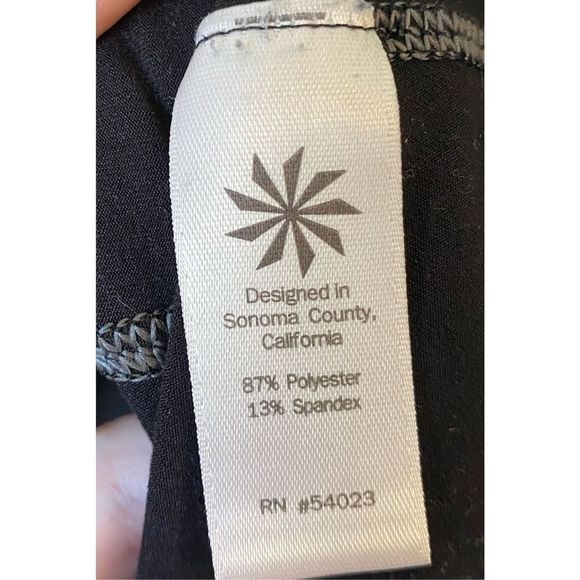 Designed in
Sonoma County,
California
87% Polyester
13% Spandex
RN #54023